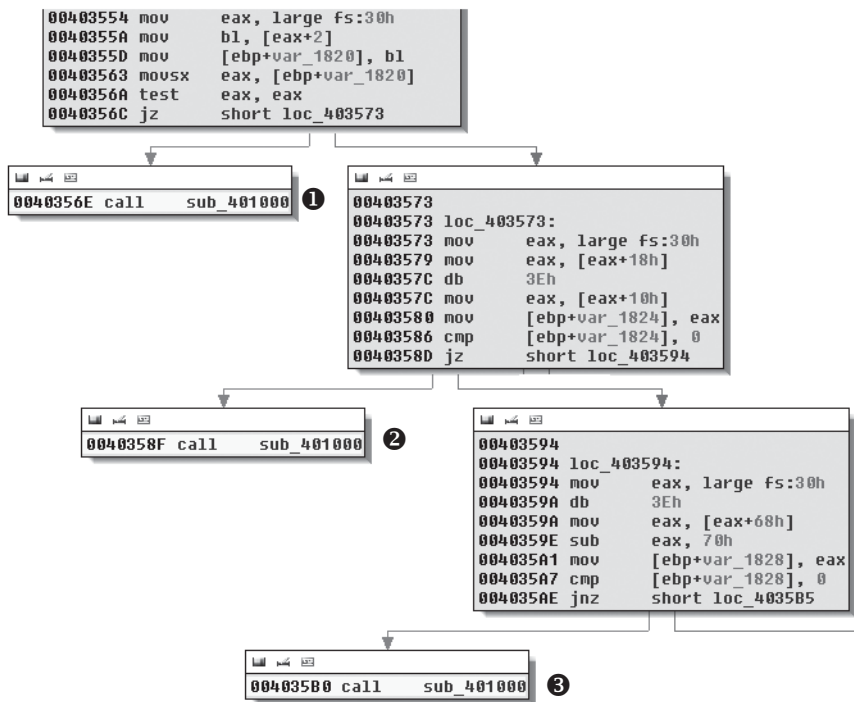 00403554 mov eax, large fs:30h
0040355A mov bl, [eax+2]
0040355D mov [ebp+var_1820], bl
00403563 movsx eax, [ebp+var_1820]
0040356A test eax, eax
0040356C jz short loc_403573
0040356E call sub_401000 ❶
00403573
00403573 loc_403573:
00403573 mov eax, large fs:30h
00403579 mov eax, [eax+18h]
0040357C db 3Eh
0040357C mov eax, [eax+10h]
00403580 mov [ebp+var_1824], eax
00403586 cmp [ebp+var_1824], 0
0040358D jz short loc_403594
0040358F call sub_401000 ❷
00403594
00403594 loc_403594:
00403594 mov eax, large fs:30h
0040359A db 3Eh
0040359A mov eax, [eax+68h]
0040359E sub eax, 70h
004035A1 mov [ebp+var_1828], eax
004035A7 cmp [ebp+var_1828], 0
004035AE jnz short loc_4035B5
004035B0 call sub_401000 ❸